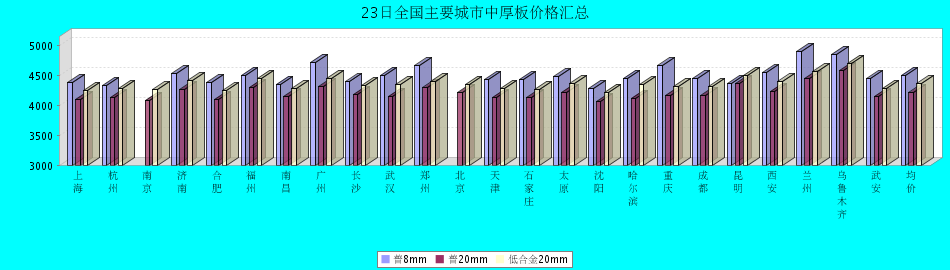 23日全国主要城市中厚板价格汇总
5000
4500
4000
3500
3000
上海
杭州
南京
济南
合肥
福州
南昌
广州
长沙
武汉
郑州
北京
天津
石家庄
太原
沈阳
哈尔滨
重庆
成都
昆明
西安
兰州
乌鲁木齐
武安
均价
普8mm
普20mm
低合金20mm